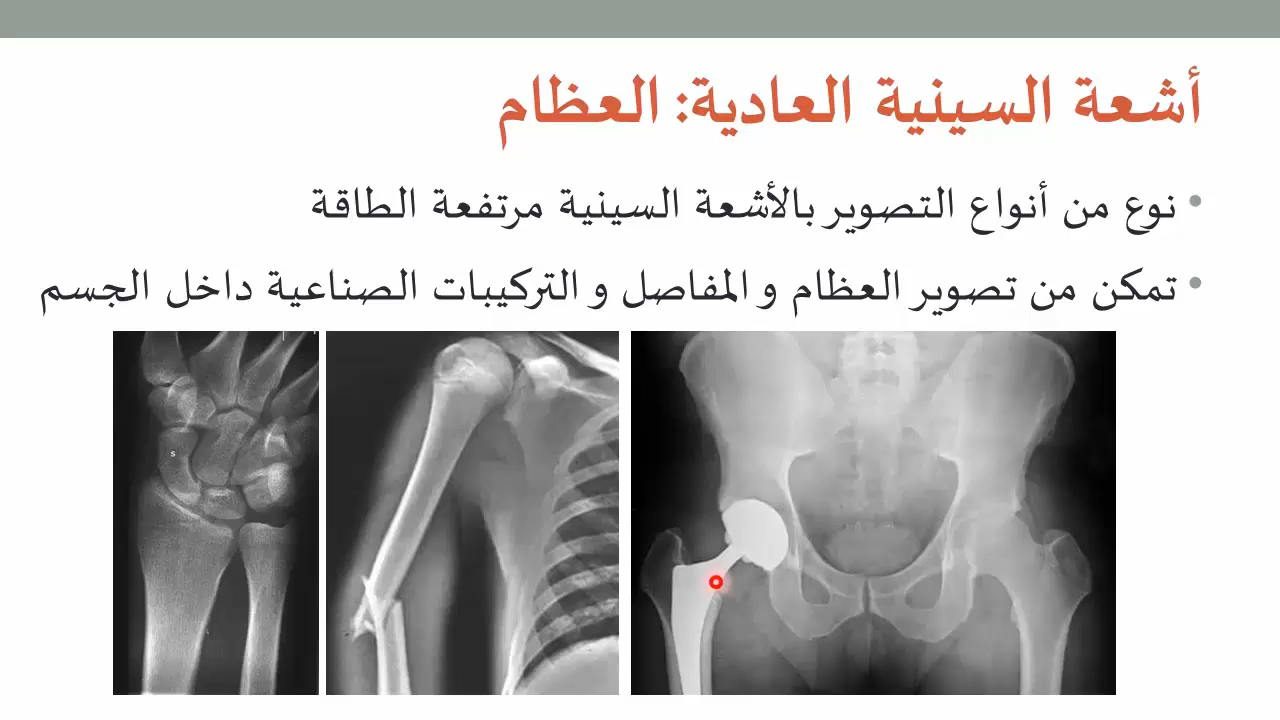 أشعة السينية العادية: العظام
• نوع من أنواع التصوير بالأشعة السينية مرتفعة الطاقة
• تمكن من تصوير العظام و المفاصل و التركيبات الصناعية داخل الجسم
s